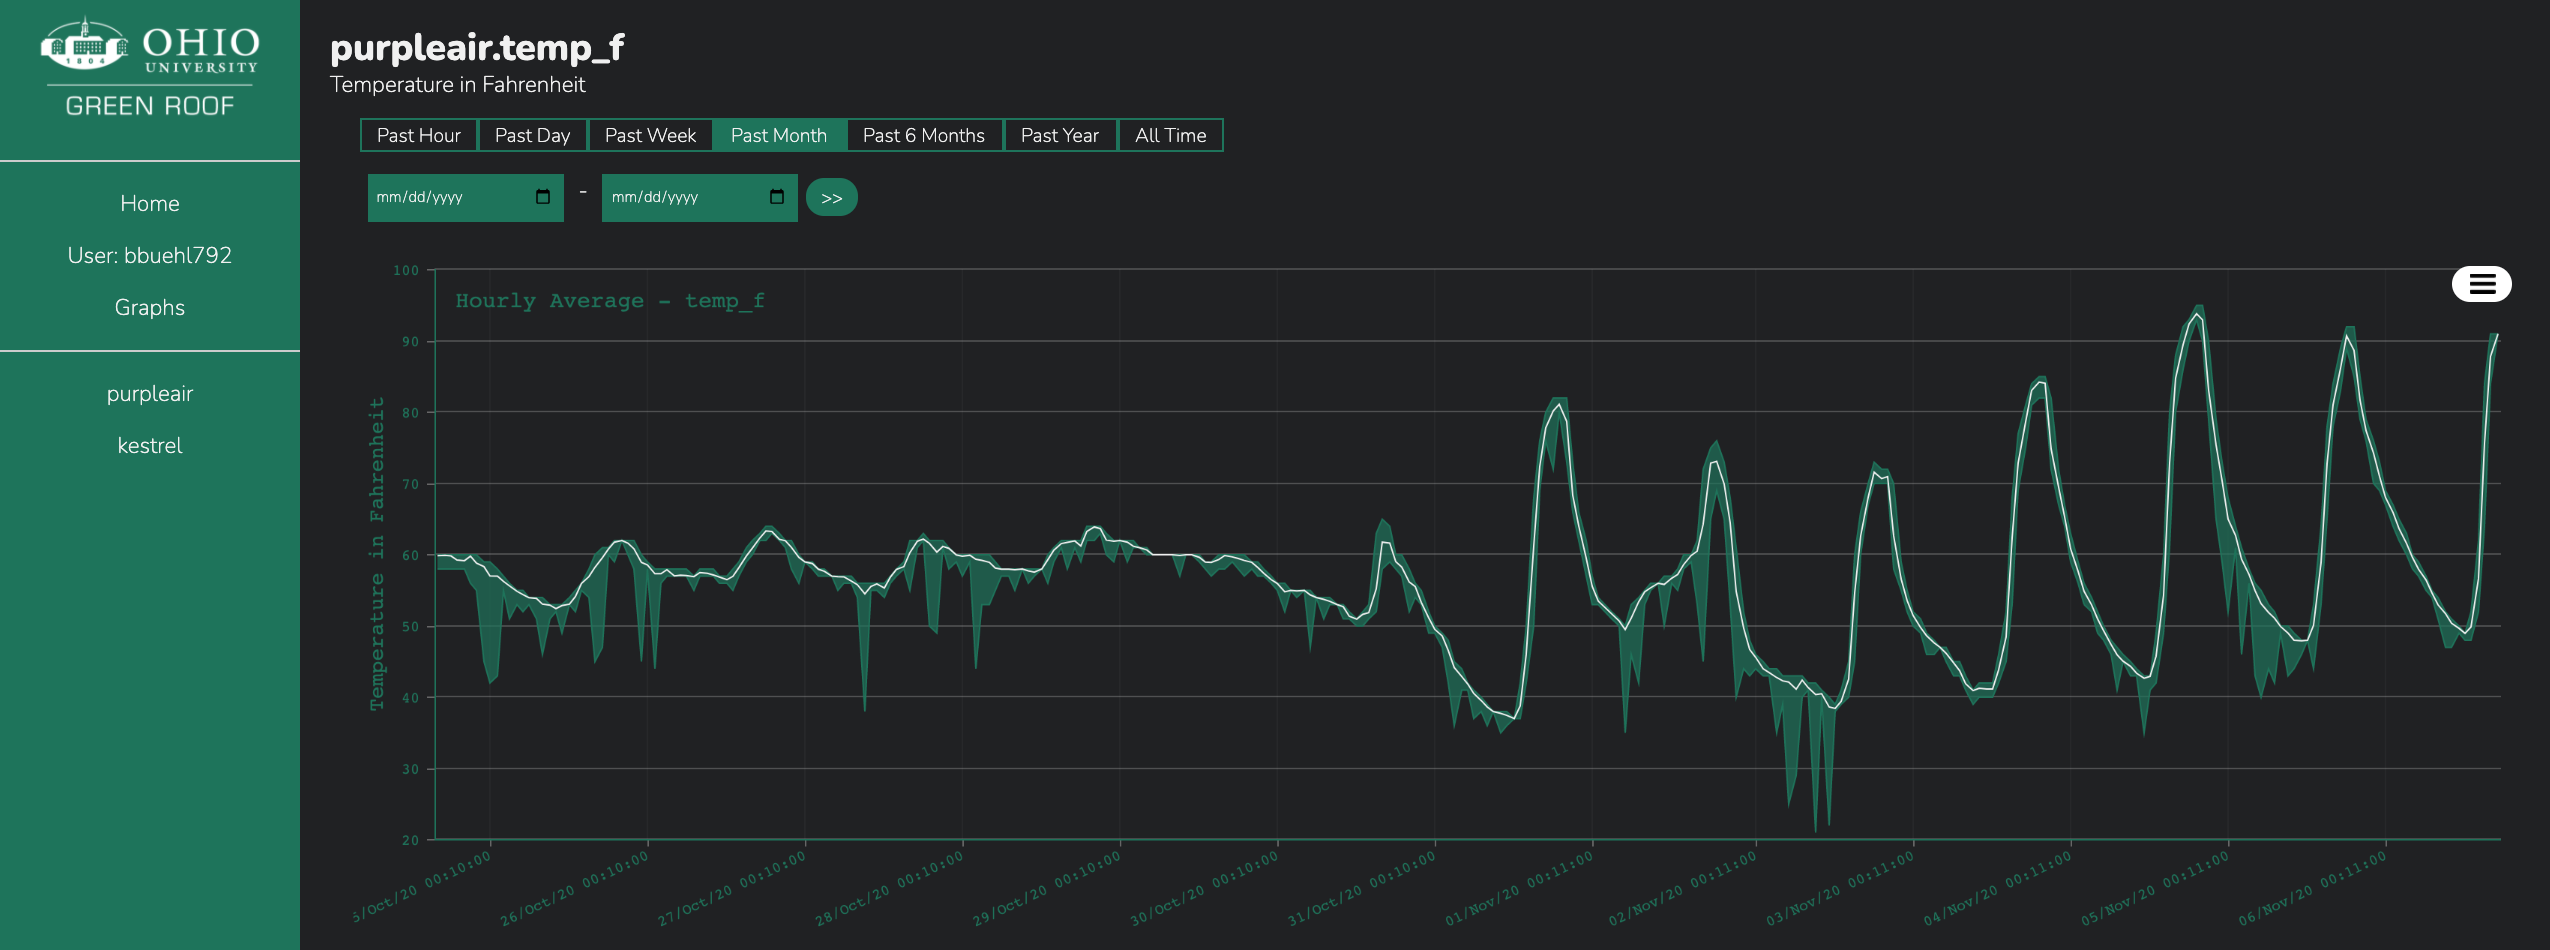 OHIO
UNIVERSITY
1804
GREEN ROOF
Home
User: bbuehl792
Graphs
purpleair
kestrel
purpleair.temp_f
Temperature in Fahrenheit
Past Hour Past Day Past Week Past Month Past 6 Months Past Year All Time
mm/dd/yyyy - mm/dd/yyyy >>
Hourly Average - temp_f
Temperature in Fahrenheit
100
90
80
70
60
50
40
30
20
5/Oct/20 00:10:00
26/Oct/20 00:10:00
27/Oct/20 00:10:00
28/Oct/20 00:10:00
29/Oct/20 00:10:00
30/Oct/20 00:10:00
31/Oct/20 00:10:00
01/Nov/20 00:11:00
02/Nov/20 00:11:00
03/Nov/20 00:11:00
04/Nov/20 00:11:00
05/Nov/20 00:11:00
06/Nov/20 00:11:00